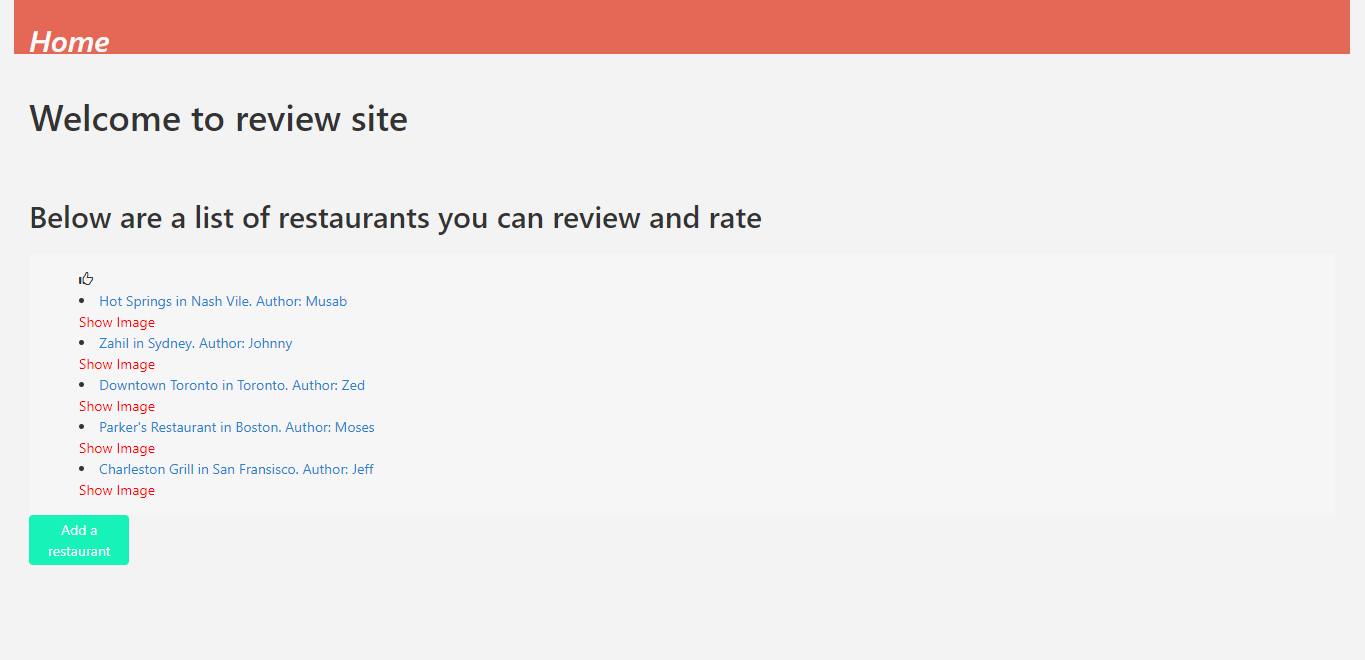 Home
Welcome to review site
Below are a list of restaurants you can review and rate
Hot Springs in Nash Vile. Author: Musab
Show Image
Zahil in Sydney. Author: Johnny
Show Image
Downtown Toronto in Toronto. Author: Zed
Show Image
Parker's Restaurant in Boston. Author: Moses
Show Image
Charleston Grill in San Fransisco. Author: Jeff
Show Image
Add a
restaurant